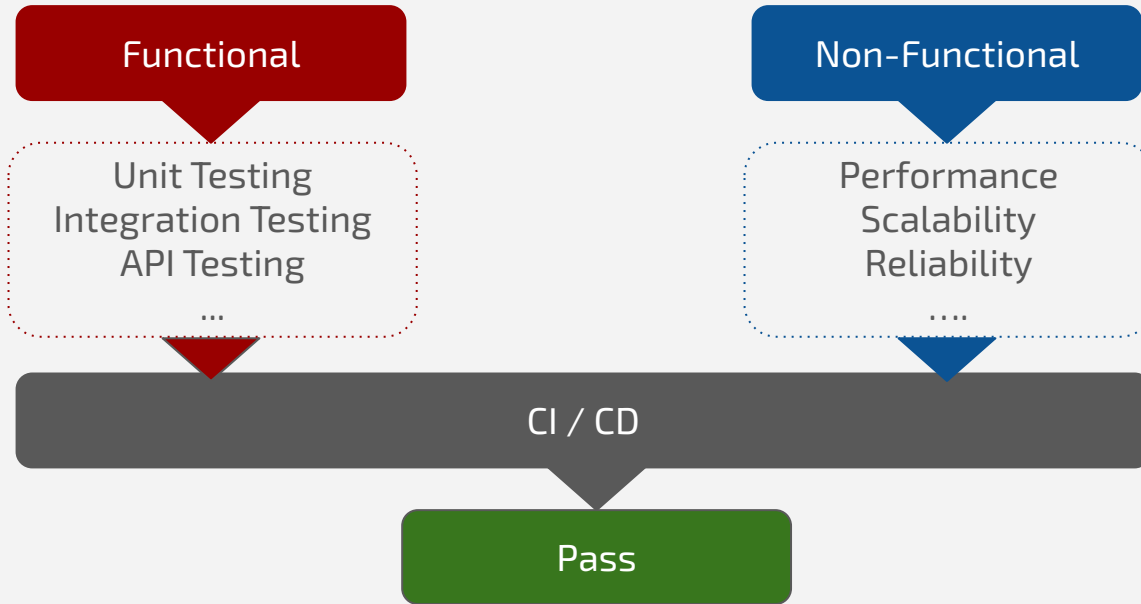 Functional
Non-Functional
Unit Testing
Integration Testing
API Testing
...
Performance
Scalability
Reliability
....
CI / CD
Pass